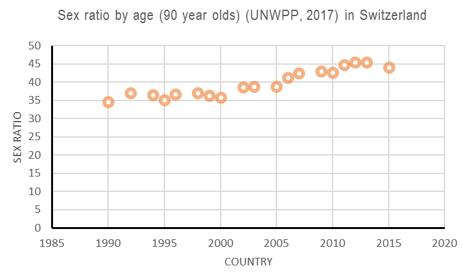 Sex ratio by age (90 year olds) (UNWPP, 2017) in Switzerland
50
45
40
35
30
25
20
15
10
5
0
SEX RATIO
1985 1990 1995 2000 2005 2010 2015 2020
COUNTRY